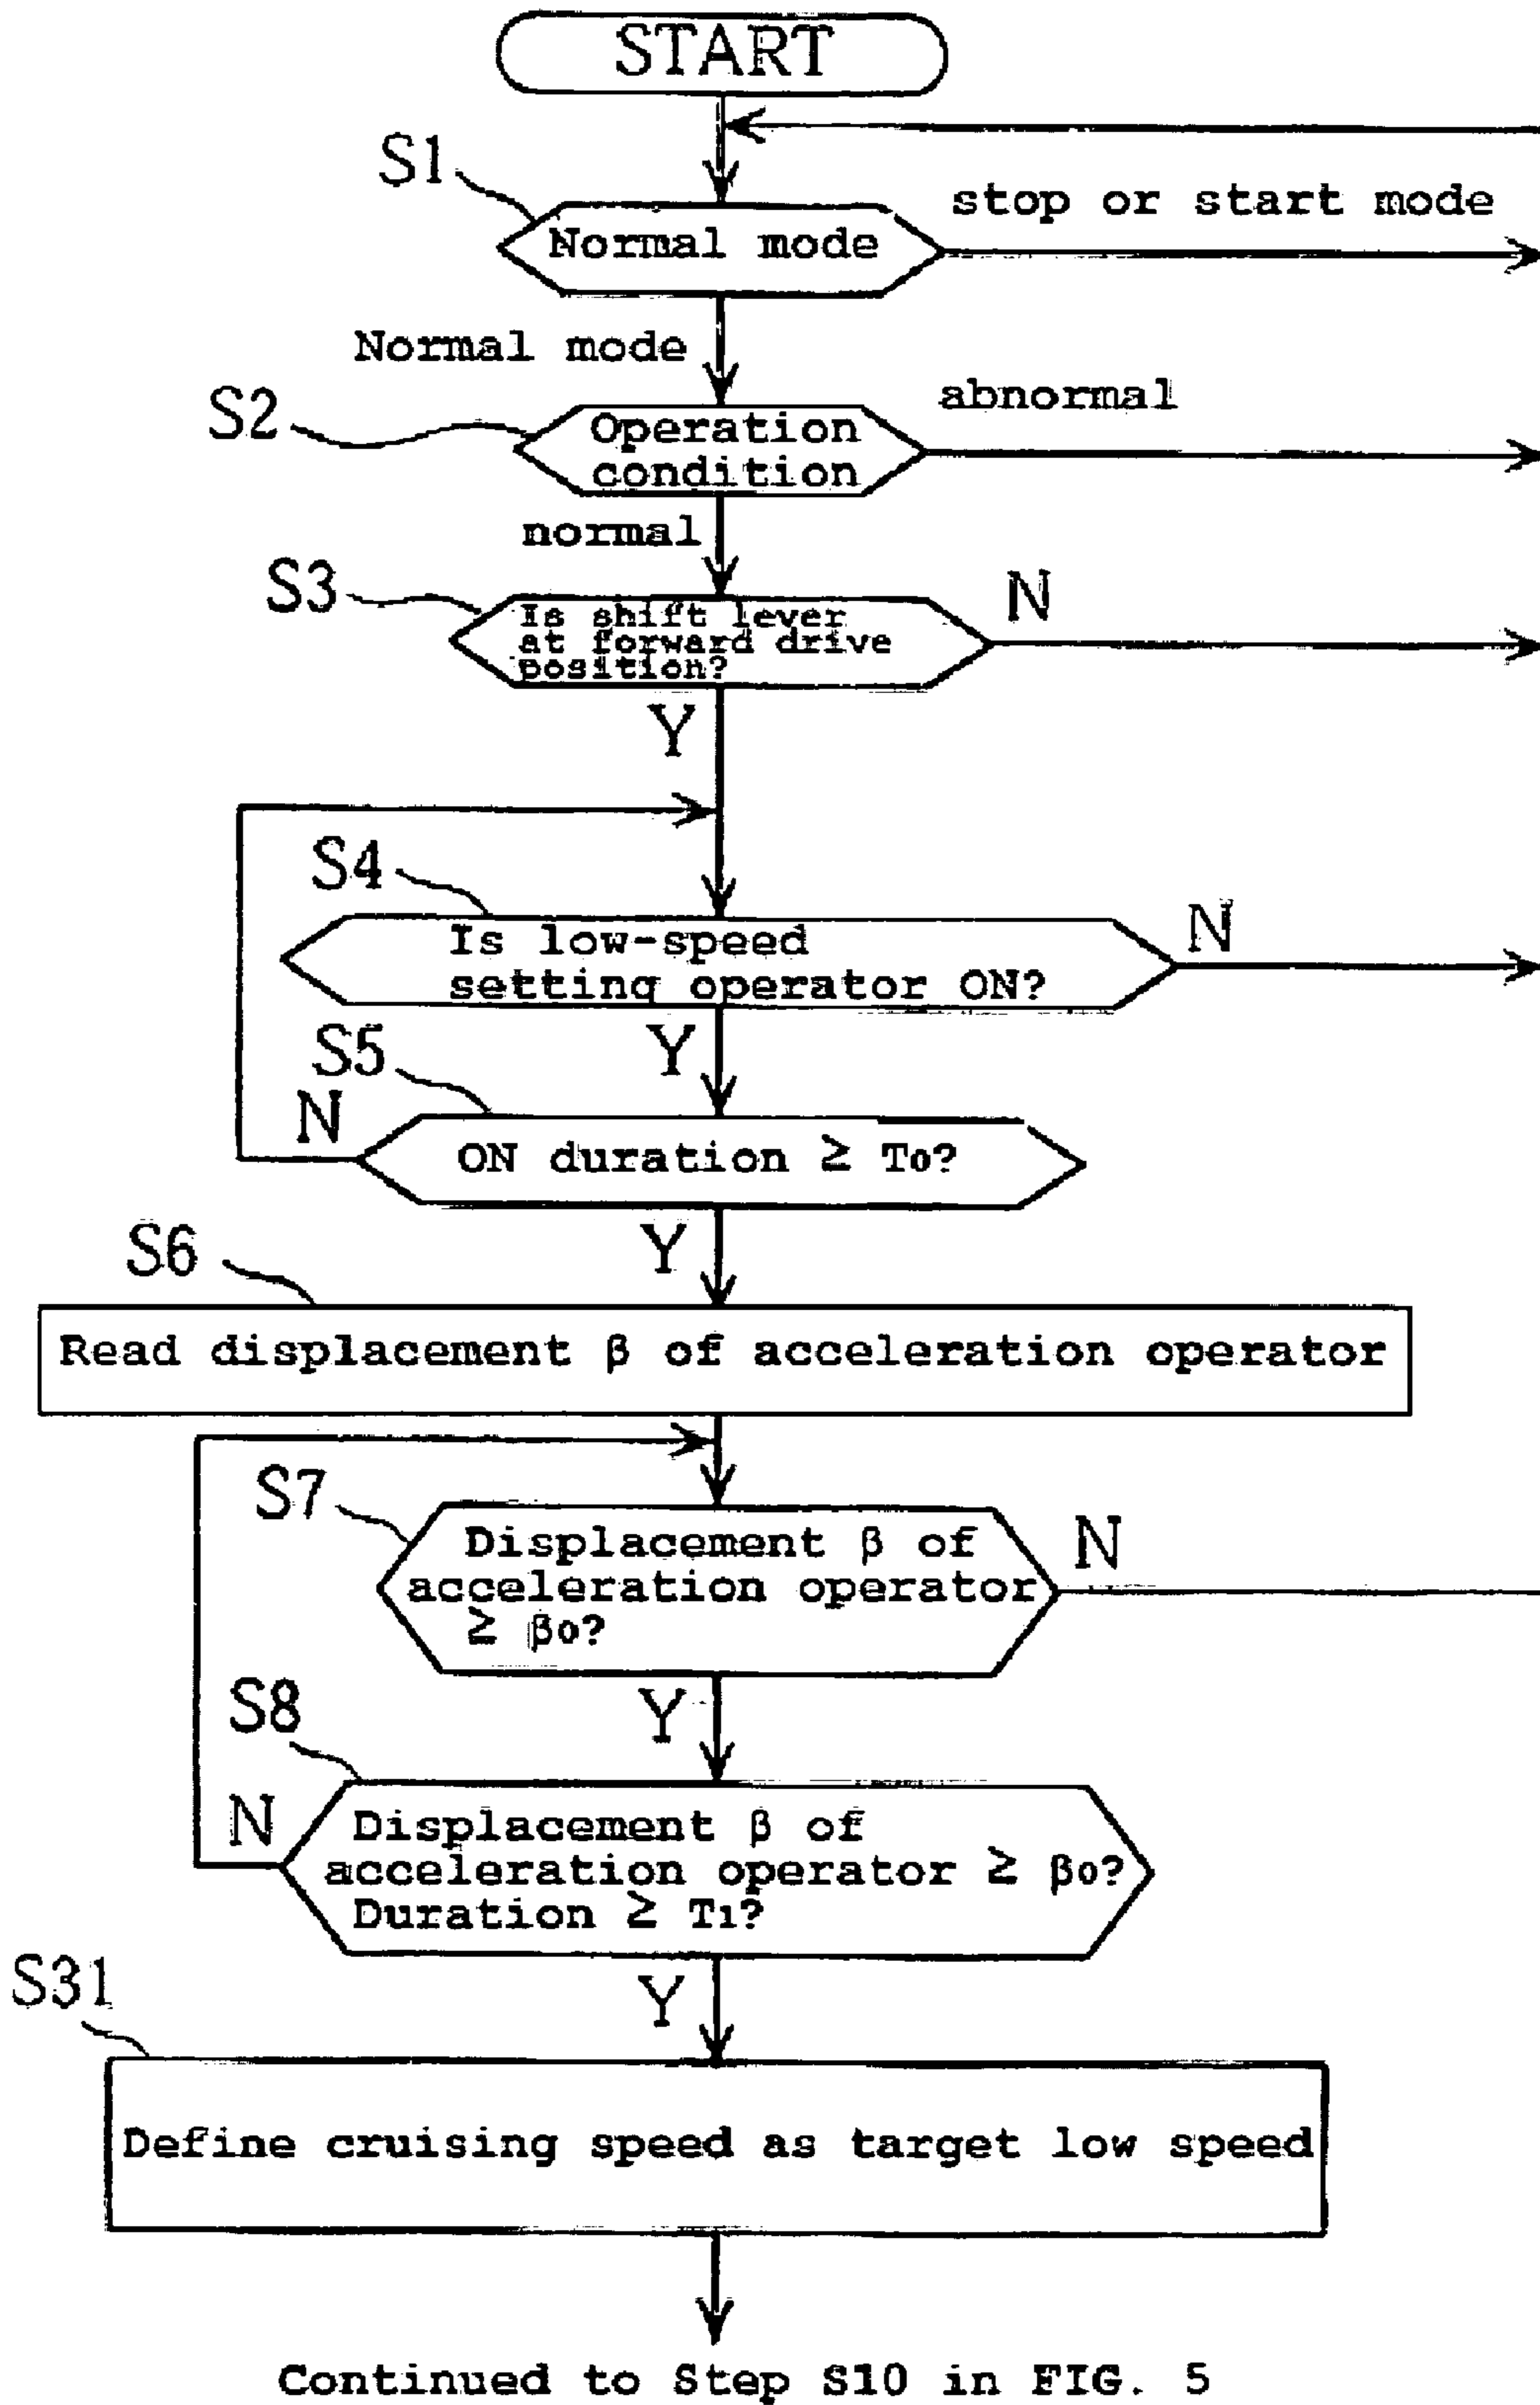 START
S1
stop or start mode
Normal mode
Normal mode
S2
abnormal
Operation
condition
normal
S3
N
Is shift lever
at forward drive
position?
Y
S4
N
Is low-speed
setting operator ON?
S5
Y
N
ON duration ≥ T0?
S6
Y
Read displacement β of acceleration operator
S7
N
Displacement β of
acceleration operator
≥ β0?
S8
Y
N
Displacement β of
acceleration operator ≥ β0?
Duration ≥ T1?
S31
Y
Define cruising speed as target low speed
Continued to Step S10 in FIG. 5